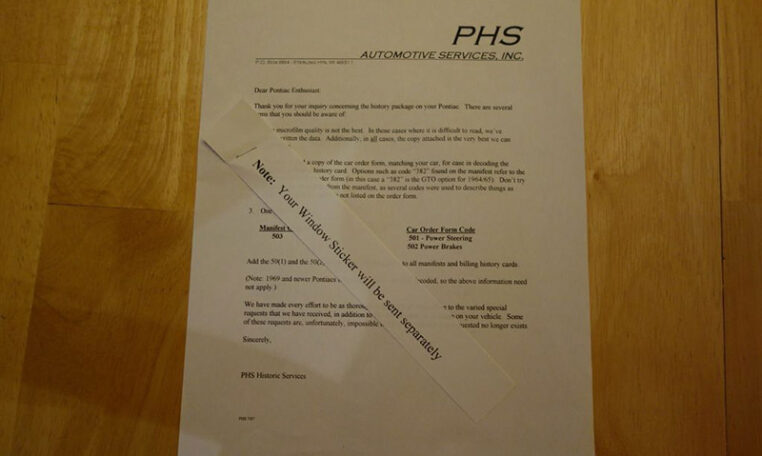 PHS
AUTOMOTIVE SERVICES, INC.
Dear Pontiac Enthusiast:
Thank you for your inquiry concerning the history package on your Pontiac. There are several
that you should be aware of:
microfilm quality is not the best. In those cases where it is difficult to read, we've
the data. Additionally, in all cases, the copy attached is the very best we can
a copy of the car order form, matching your car, for ease in decoding the
history card. Options such as code "382" found on the manifest refer to the
order form (in this case a "382" is the GTO option for 1964/65). Don't try
from the manifest, as several codes were used to describe things as
not listed on the order form.
3. One
Manifest
503
Car Order Form Code
501 - Power Steering
502 Power Brakes
Add the 50(1) and the to all manifests and billing history cards.
(Note: 1969 and newer Pontiacs so the above information need
not apply.)
We have made every effort to be as to the varied special
requests that we have received, in addition to on your vehicle. Some
of these requests are, unfortunately, impossible no longer exists
Sincerely,
PHS Historic Services
Note: Your Window Sticker will be sent separately